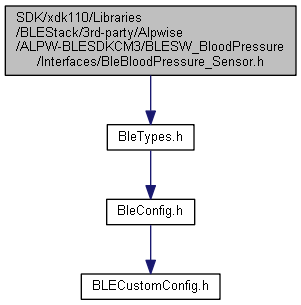 SDK/xdk110/Libraries
/BLEStack/3rd-party/Alpwise
/ALPW-BLESDKCM3/BLESW_BloodPressure
/Interfaces/BleBloodPressure_Sensor.h
BleTypes.h
BleConfig.h
BLECustomConfig.h